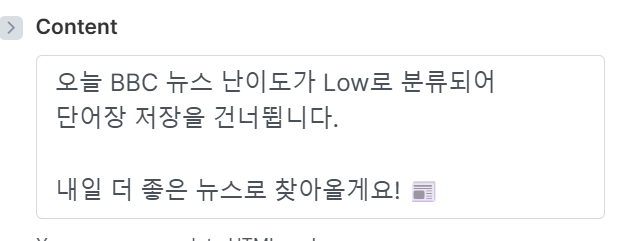 Content
오늘 BBC 뉴스 난이도가 Low로 분류되어
단어장 저장을 건너뜁니다.
내일 더 좋은 뉴스로 찾아올게요! 📰